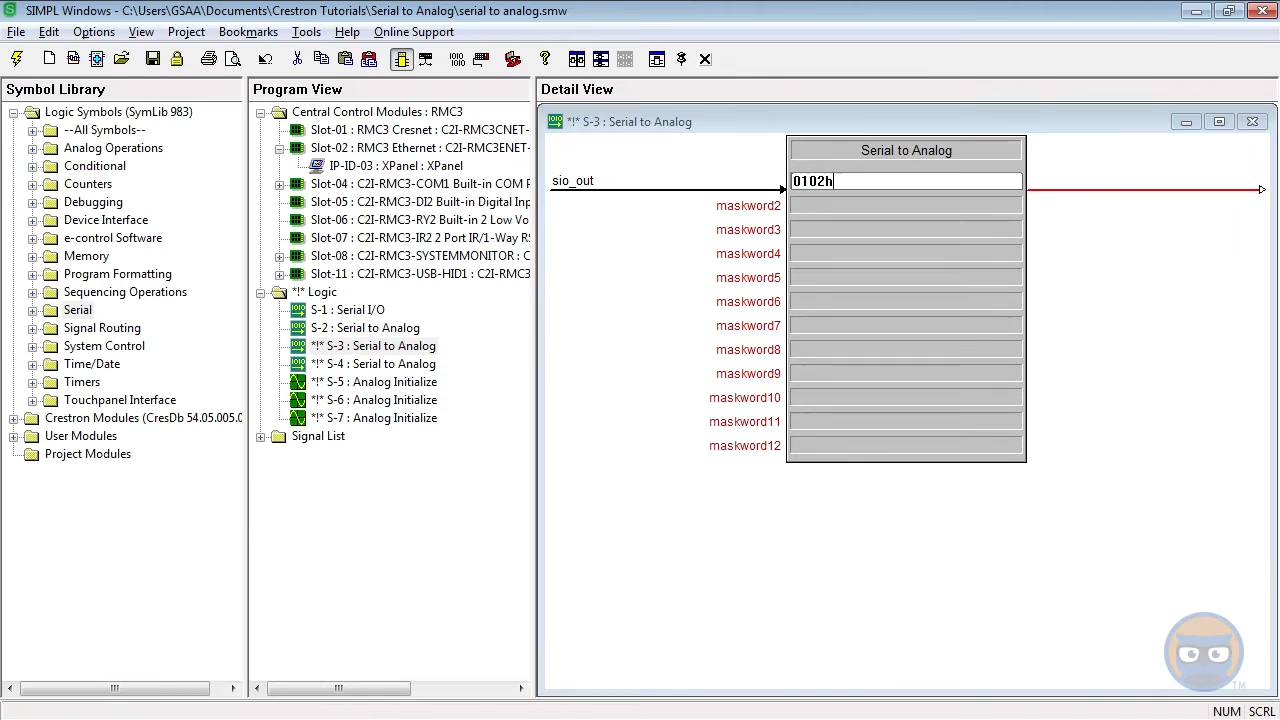 SIMPL Windows - C:\Users\GSAA\Documents\Crestron Tutorials\Serial to Analog\serial to analog.smw
File Edit Options View Project Bookmarks Tools Help Online Support
Symbol Library
Logic Symbols (SymLib 983)
--All Symbols--
Analog Operations
Conditional
Counters
Debugging
Device Interface
e-control Software
Memory
Program Formatting
Sequencing Operations
Serial
Signal Routing
System Control
Time/Date
Timers
Touchpanel Interface
Crestron Modules (CresDb 54.05.005.0
User Modules
Project Modules
Program View
Central Control Modules : RMC3
Slot-01 : RMC3 Cresnet : C2I-RMC3CNET-
Slot-02 : RMC3 Ethernet : C2I-RMC3ENET-
IP-ID-03 : XPanel : XPanel
Slot-04 : C2I-RMC3-COM1 Built-in COM P
Slot-05 : C2I-RMC3-DI2 Built-in Digital Inp
Slot-06 : C2I-RMC3-RY2 Built-in 2 Low Vo
Slot-07 : C2I-RMC3-IR2 2 Port IR/1-Way RS
Slot-08 : C2I-RMC3-SYSTEMMONITOR : C
Slot-11 : C2I-RMC3-USB-HID1 : C2I-RMC3
*!* Logic
S-1 : Serial I/O
S-2 : Serial to Analog
*!* S-3 : Serial to Analog
*!* S-4 : Serial to Analog
*!* S-5 : Analog Initialize
*!* S-6 : Analog Initialize
*!* S-7 : Analog Initialize
Signal List
Detail View
*!* S-3 : Serial to Analog
Serial to Analog
sio_out 0102h
maskword2
maskword3
maskword4
maskword5
maskword6
maskword7
maskword8
maskword9
maskword10
maskword11
maskword12
TM
NUM SCRL